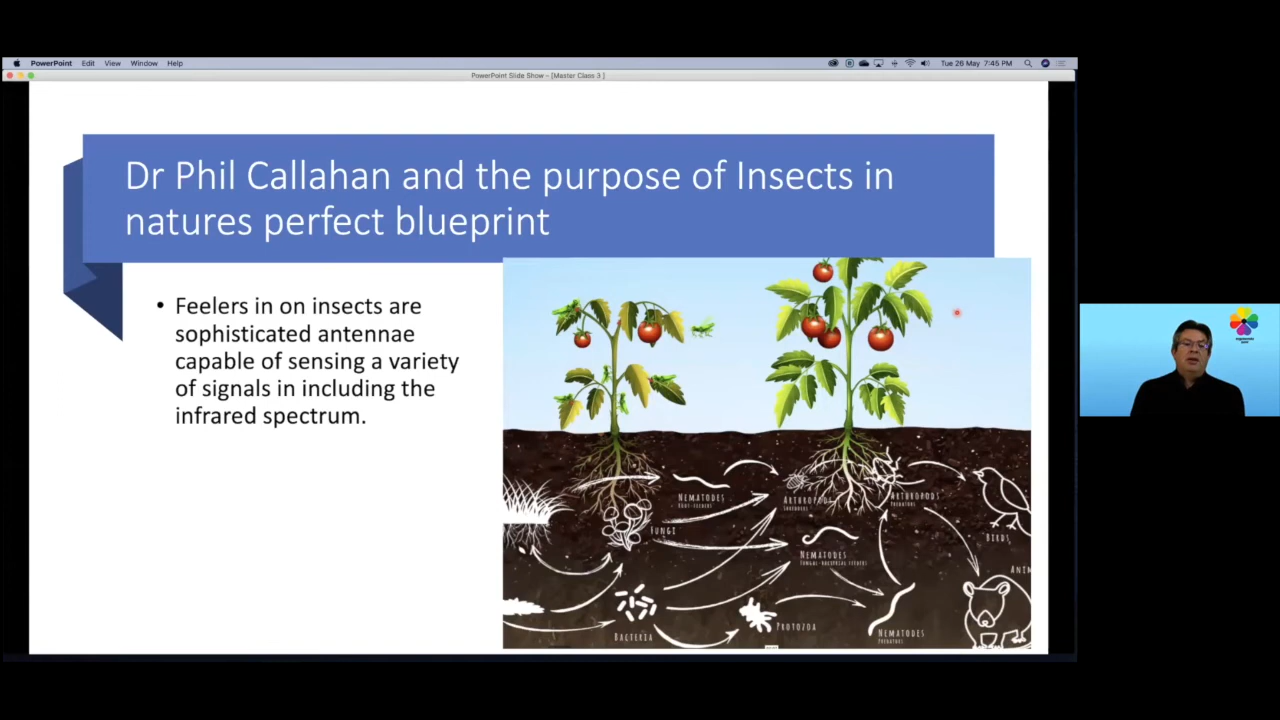 PowerPoint Edit View Window Help
Tue 26 May 7:45 PM
PowerPoint Slide Show - [Master Class 3 ]
Dr Phil Callahan and the purpose of Insects in
natures perfect blueprint
• Feelers in on insects are
sophisticated antennae
capable of sensing a variety
of signals in including the
infrared spectrum.
NEMATODES
ROOT-FEEDERS
ARTHROPODS
SHREDDERS
ARTHROPODS
PREDATORS
FUNGI
BIRDS
NEMATODES
FUNGAL-BACTERIAL FEEDERS
ANIM
BACTERIA
PROTOZOA
NEMATODES
PREDATORS